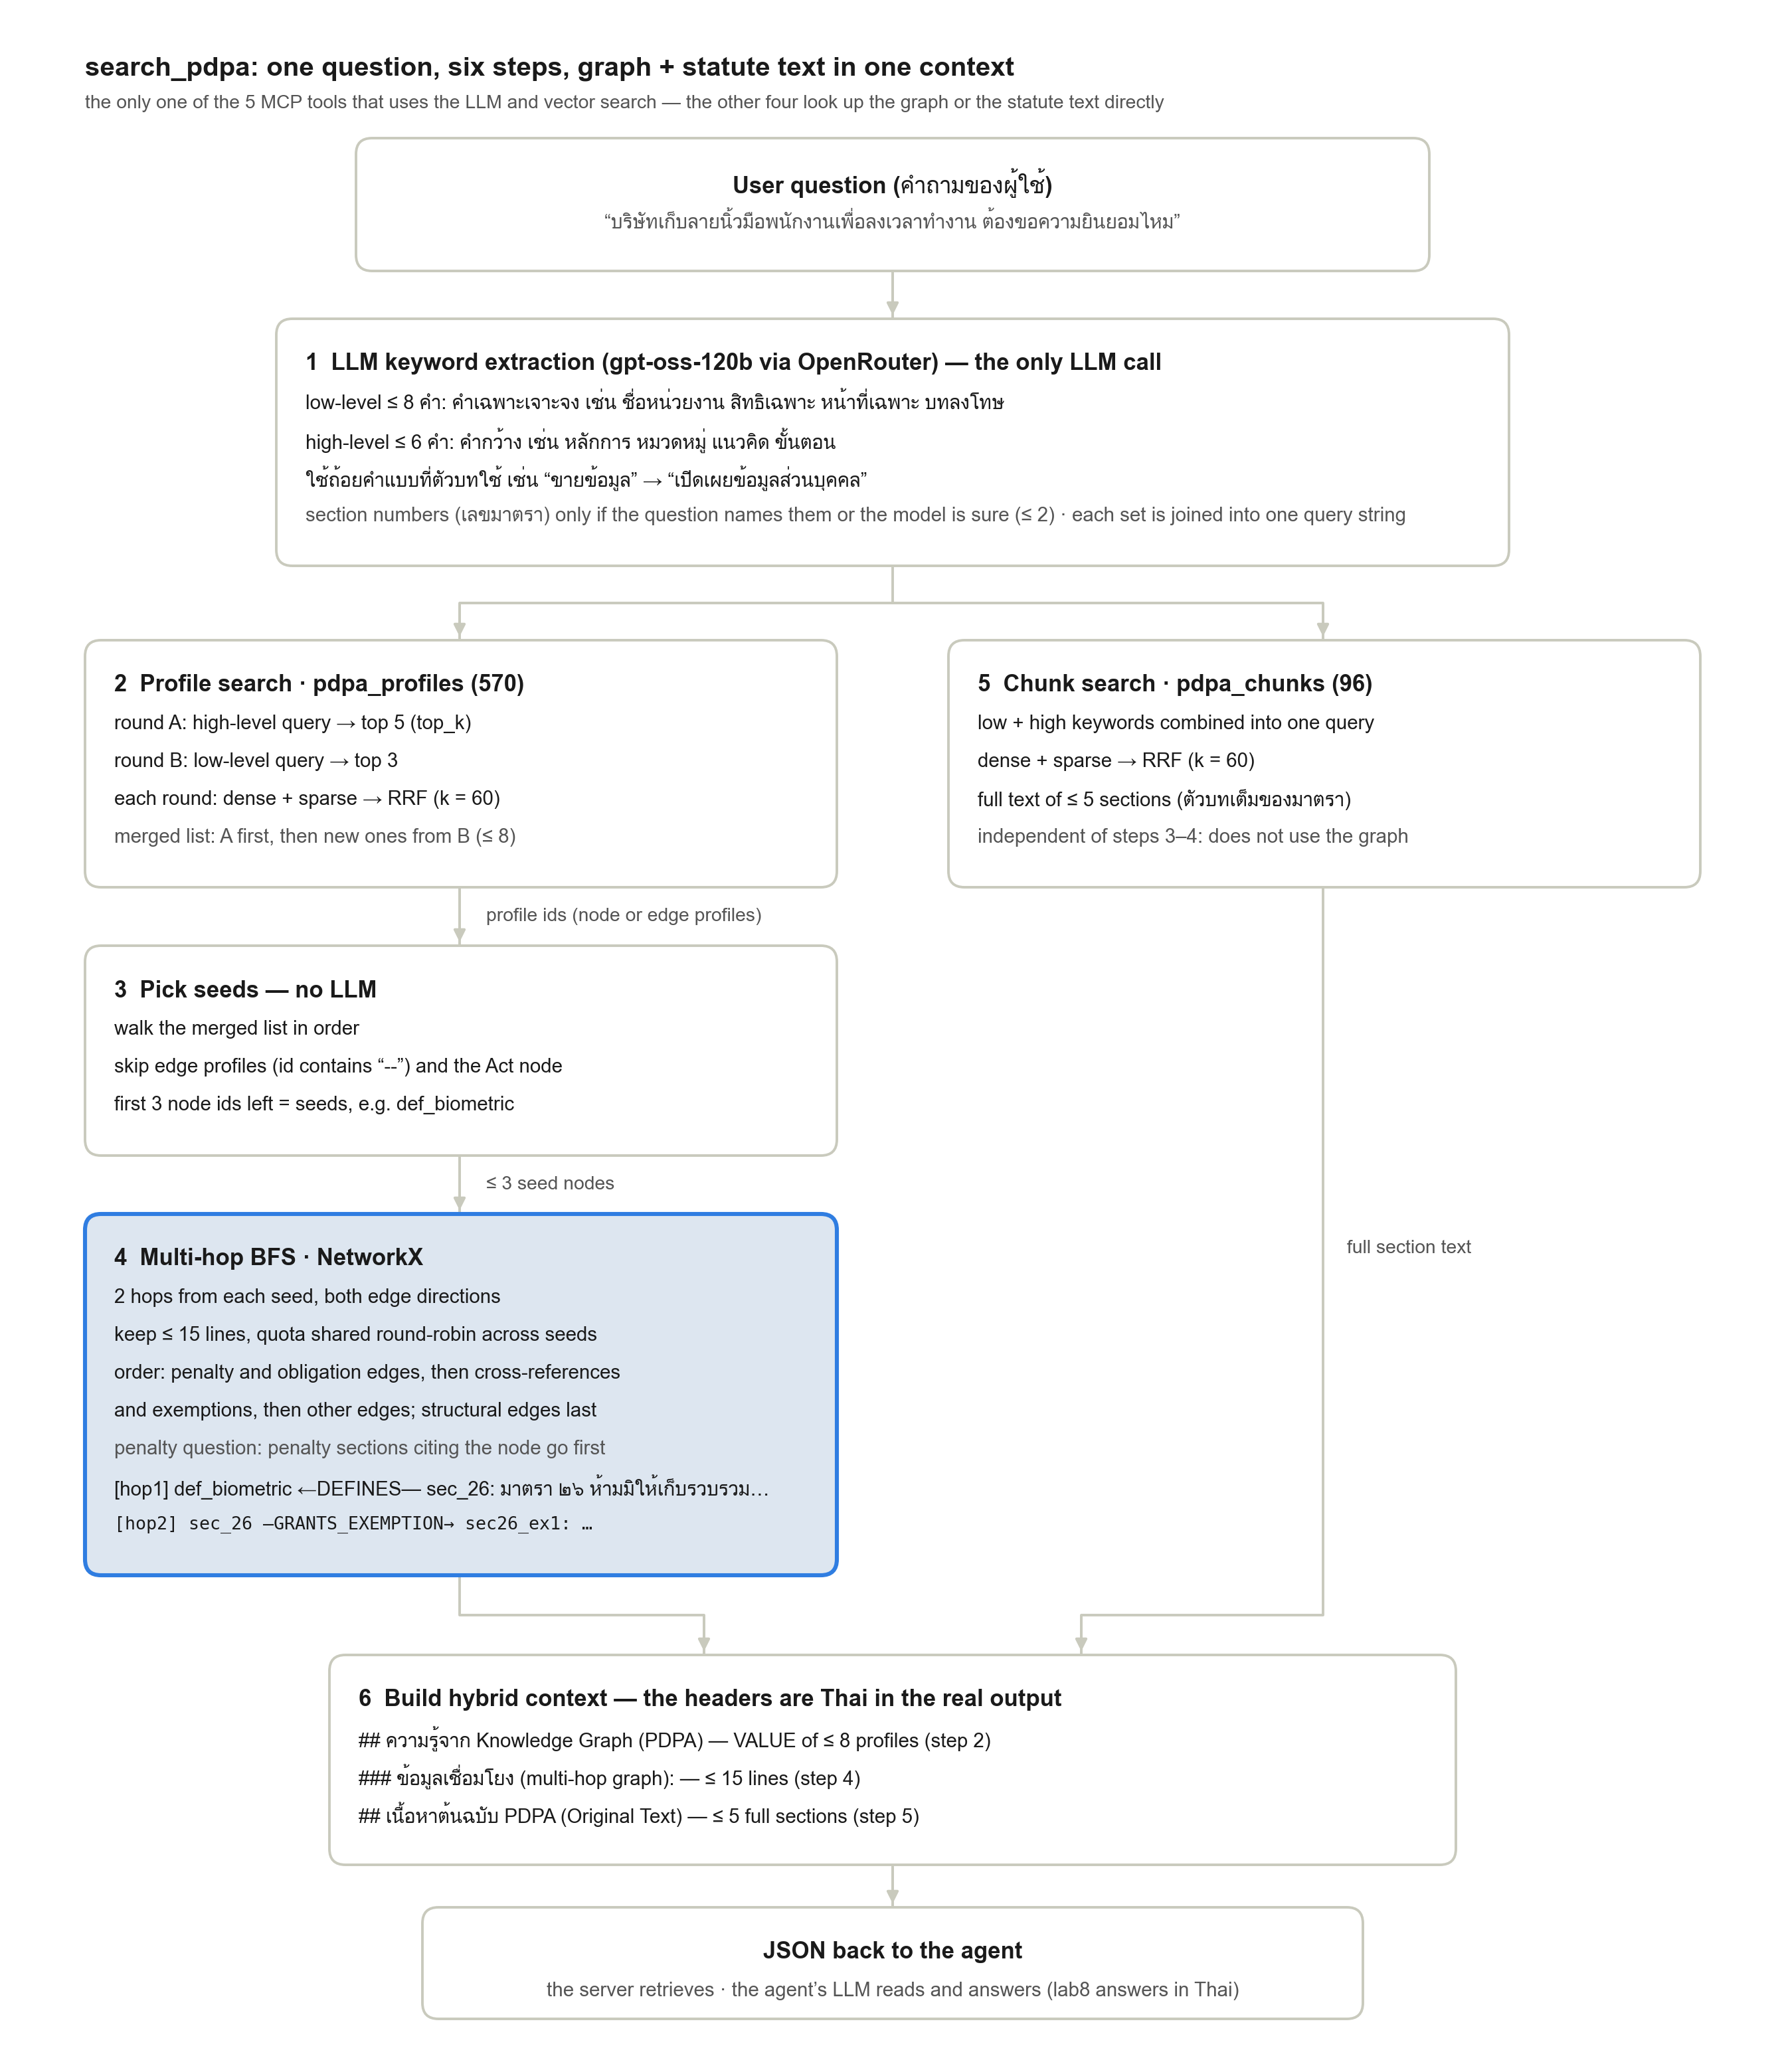 search_pdpa: one question, six steps, graph + statute text in one context
the only one of the 5 MCP tools that uses the LLM and vector search — the other four look up the graph or the statute text directly
User question (คำถามของผู้ใช้)
“บริษัทเก็บลายนิ้วมือพนักงานเพื่อลงเวลาทำงาน ต้องขอความยินยอมไหม”
1 LLM keyword extraction (gpt-oss-120b via OpenRouter) — the only LLM call
low-level ≤ 8 คำ: คำเฉพาะเจาะจง เช่น ชื่อหน่วยงาน สิทธิเฉพาะ หน้าที่เฉพาะ บทลงโทษ
high-level ≤ 6 คำ: คำกว้าง เช่น หลักการ หมวดหมู่ แนวคิด ขั้นตอน
ใช้ถ้อยคำแบบที่ตัวบทใช้ เช่น “ขายข้อมูล” → “เปิดเผยข้อมูลส่วนบุคคล”
section numbers (เลขมาตรา) only if the question names them or the model is sure (≤ 2) · each set is joined into one query string
2 Profile search · pdpa_profiles (570)
round A: high-level query → top 5 (top_k)
round B: low-level query → top 3
each round: dense + sparse → RRF (k = 60)
merged list: A first, then new ones from B (≤ 8)
5 Chunk search · pdpa_chunks (96)
low + high keywords combined into one query
dense + sparse → RRF (k = 60)
full text of ≤ 5 sections (ตัวบทเต็มของมาตรา)
independent of steps 3–4: does not use the graph
profile ids (node or edge profiles)
3 Pick seeds — no LLM
walk the merged list in order
skip edge profiles (id contains “--”) and the Act node
first 3 node ids left = seeds, e.g. def_biometric
≤ 3 seed nodes
full section text
4 Multi-hop BFS · NetworkX
2 hops from each seed, both edge directions
keep ≤ 15 lines, quota shared round-robin across seeds
order: penalty and obligation edges, then cross-references
and exemptions, then other edges; structural edges last
penalty question: penalty sections citing the node go first
[hop1] def_biometric ←DEFINES— sec_26: มาตรา ๒๖ ห้ามมิให้เก็บรวบรวม…
[hop2] sec_26 —GRANTS_EXEMPTION→ sec26_ex1: …
6 Build hybrid context — the headers are Thai in the real output
## ความรู้จาก Knowledge Graph (PDPA) — VALUE of ≤ 8 profiles (step 2)
### ข้อมูลเชื่อมโยง (multi-hop graph): — ≤ 15 lines (step 4)
## เนื้อหาต้นฉบับ PDPA (Original Text) — ≤ 5 full sections (step 5)
JSON back to the agent
the server retrieves · the agent’s LLM reads and answers (lab8 answers in Thai)